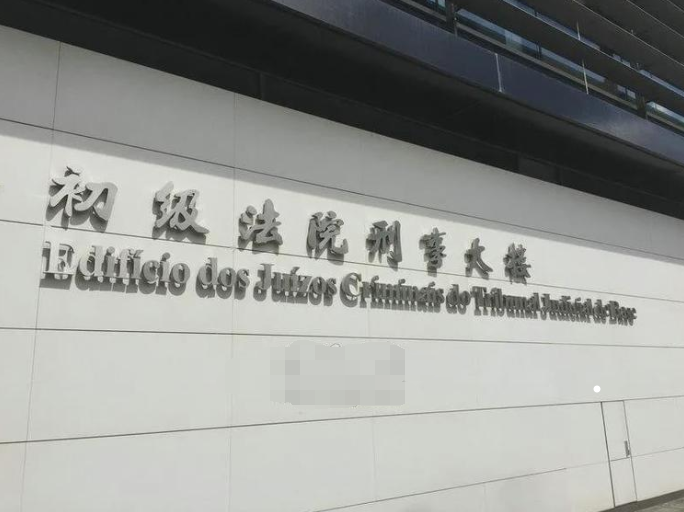 初级法院刑事大楼
Edifício dos Juízos Criminais do Tribunal Judicial de Base